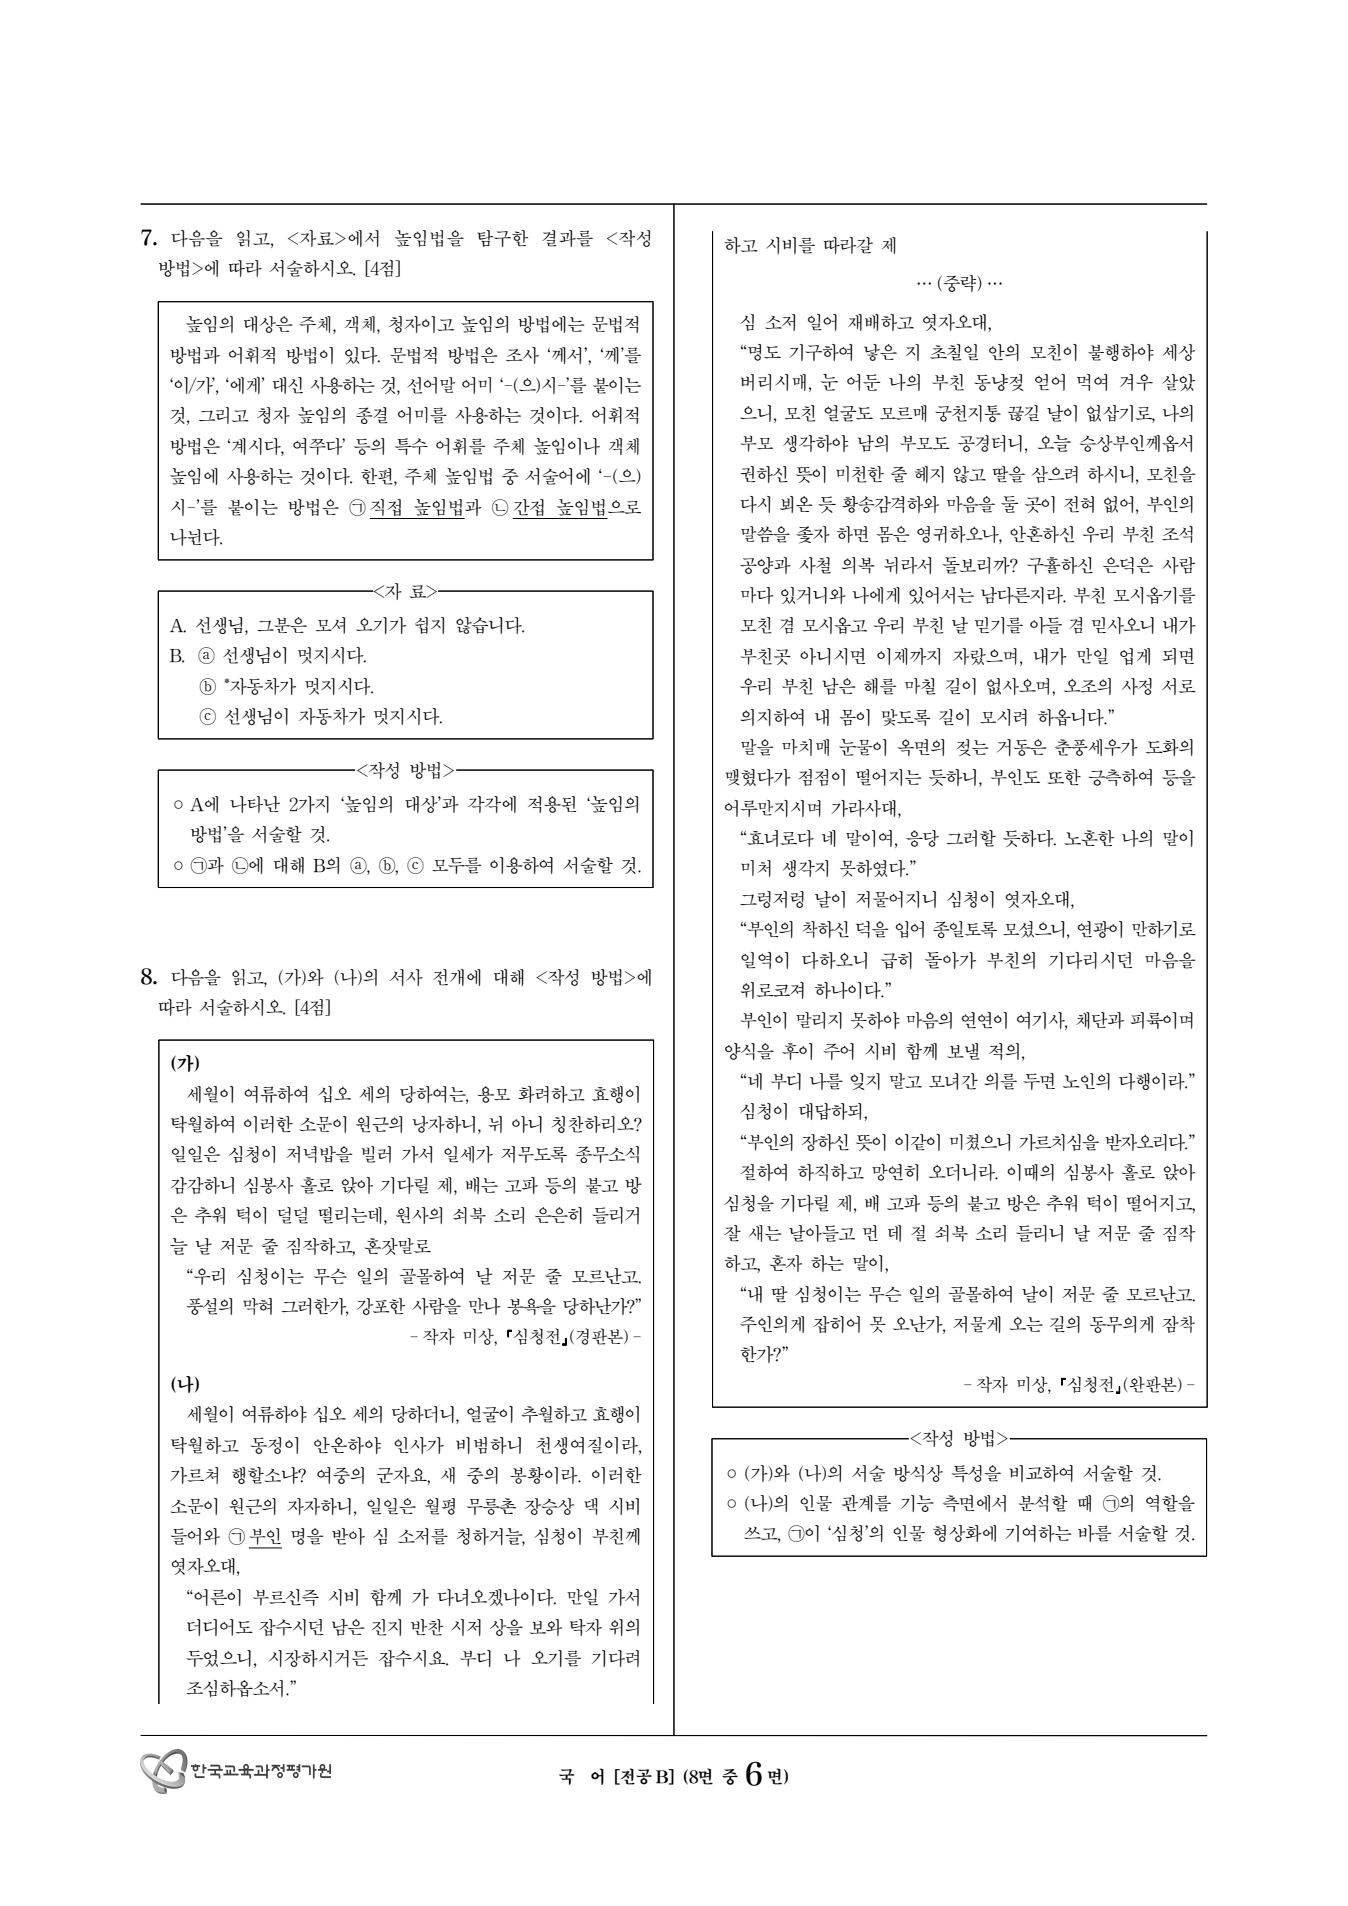 7. 다음을 읽고, <자료>에서 높임법을 탐구한 결과를 <작성
방법>에 따라 서술하시오. [4점]
높임의 대상은 주체, 객체, 청자이고 높임의 방법에는 문법적
방법과 어휘적 방법이 있다. 문법적 방법은 조사 ‘께서’, ‘께’를
‘이/가’, ‘에게’ 대신 사용하는 것, 선어말 어미 ‘-(으)시-’를 붙이는
것, 그리고 청자 높임의 종결 어미를 사용하는 것이다. 어휘적
방법은 ‘계시다, 여쭈다’ 등의 특수 어휘를 주체 높임이나 객체
높임에 사용하는 것이다. 한편, 주체 높임법 중 서술어에 ‘-(으)
시-’를 붙이는 방법은 ㉠직접 높임법과 ㉡간접 높임법으로
나뉜다.
<자 료>
A. 선생님, 그분은 모셔 오기가 쉽지 않습니다.
B. ⓐ 선생님이 멋지시다.
ⓑ *자동차가 멋지시다.
ⓒ 선생님이 자동차가 멋지시다.
<작성 방법>
○ A에 나타난 2가지 ‘높임의 대상’과 각각에 적용된 ‘높임의
방법’을 서술할 것.
○ ㉠과 ㉡에 대해 B의 ⓐ, ⓑ, ⓒ 모두를 이용하여 서술할 것.
8. 다음을 읽고, (가)와 (나)의 서사 전개에 대해 <작성 방법>에
따라 서술하시오. [4점]
(가)
세월이 여류하여 십오 세의 당하여는, 용모 화려하고 효행이
탁월하여 이러한 소문이 원근의 낭자하니, 뉘 아니 칭찬하리오?
일일은 심청이 저녁밥을 빌러 가서 일세가 저무도록 종무소식
감감하니 심봉사 홀로 앉아 기다릴 제, 배는 고파 등의 붙고 방
은 추워 턱이 덜덜 떨리는데, 원사의 쇠북 소리 은은히 들리거
늘 날 저문 줄 짐작하고, 혼잣말로
“우리 심청이는 무슨 일의 골몰하여 날 저문 줄 모르난고.
풍설의 막혀 그러한가, 강포한 사람을 만나 봉욕을 당하난가?”
- 작자 미상, 『심청전』(경판본) -
(나)
세월이 여류하야 십오 세의 당하더니, 얼굴이 추월하고 효행이
탁월하고 동정이 안온하야 인사가 비범하니 천생여질이라,
가르쳐 행할소냐? 여중의 군자요, 새 중의 봉황이라. 이러한
소문이 원근의 자자하니, 일일은 월평 무릉촌 장승상 댁 시비
들어와 ㉠부인 명을 받아 심 소저를 청하거늘, 심청이 부친께
엿자오대,
“어른이 부르신즉 시비 함께 가 다녀오겠나이다. 만일 가서
더디어도 잡수시던 남은 진지 반찬 시저 상을 보와 탁자 위의
두었으니, 시장하시거든 잡수시요. 부디 나 오기를 기다려
조심하옵소서.”
하고 시비를 따라갈 제
… (중략) …
심 소저 일어 재배하고 엿자오대,
“명도 기구하여 낳은 지 초칠일 안의 모친이 불행하야 세상
버리시매, 눈 어둔 나의 부친 동냥젖 얻어 먹여 겨우 살았
으니, 모친 얼굴도 모르매 궁천지통 끊길 날이 없삽기로, 나의
부모 생각하야 남의 부모도 공경터니, 오늘 승상부인께옵서
권하신 뜻이 미천한 줄 헤지 않고 딸을 삼으려 하시니, 모친을
다시 뵈온 듯 황송감격하와 마음을 둘 곳이 전혀 없어, 부인의
말씀을 좇자 하면 몸은 영귀하오나, 안혼하신 우리 부친 조석
공양과 사철 의복 뉘라서 돌보리까? 구휼하신 은덕은 사람
마다 있거니와 나에게 있어서는 남다른지라. 부친 모시옵기를
모친 겸 모시옵고 우리 부친 날 믿기를 아들 겸 믿사오니 내가
부친곳 아니시면 이제까지 자랐으며, 내가 만일 업게 되면
우리 부친 남은 해를 마칠 길이 없사오며, 오조의 사정 서로
의지하여 내 몸이 맟도록 길이 모시려 하옵니다.”
말을 마치매 눈물이 옥면의 젖는 거동은 춘풍세우가 도화의
맺혔다가 점점이 떨어지는 듯하니, 부인도 또한 긍측하여 등을
어루만지시며 가라사대,
“효녀로다 네 말이여, 응당 그러할 듯하다. 노혼한 나의 말이
미처 생각지 못하였다.”
그렁저렁 날이 저물어지니 심청이 엿자오대,
“부인의 착하신 덕을 입어 종일토록 모셨으니, 연광이 만하기로
일역이 다하오니 급히 돌아가 부친의 기다리시던 마음을
위로코져 하나이다.”
부인이 말리지 못하야 마음의 연연이 여기사, 채단과 피륙이며
양식을 후이 주어 시비 함께 보낼 적의,
“네 부디 나를 잊지 말고 모녀간 의를 두면 노인의 다행이라.”
심청이 대답하되,
“부인의 장하신 뜻이 이같이 미쳤으니 가르치심을 받자오리다.”
절하여 하직하고 망연히 오더니라. 이때의 심봉사 홀로 앉아
심청을 기다릴 제, 배 고파 등의 붙고 방은 추워 턱이 떨어지고,
잘 새는 날아들고 먼 데 절 쇠북 소리 들리니 날 저문 줄 짐작
하고, 혼자 하는 말이,
“내 딸 심청이는 무슨 일의 골몰하여 날이 저문 줄 모르난고.
주인의게 잡히어 못 오난가, 저물게 오는 길의 동무의게 잠착
한가?”
- 작자 미상, 『심청전』(완판본) -
<작성 방법>
○ (가)와 (나)의 서술 방식상 특성을 비교하여 서술할 것.
○ (나)의 인물 관계를 기능 측면에서 분석할 때 ㉠의 역할을
쓰고, ㉠이 ‘심청’의 인물 형상화에 기여하는 바를 서술할 것.
한국교육과정평가원
국 어 [전공 B] (8면 중 6 면)